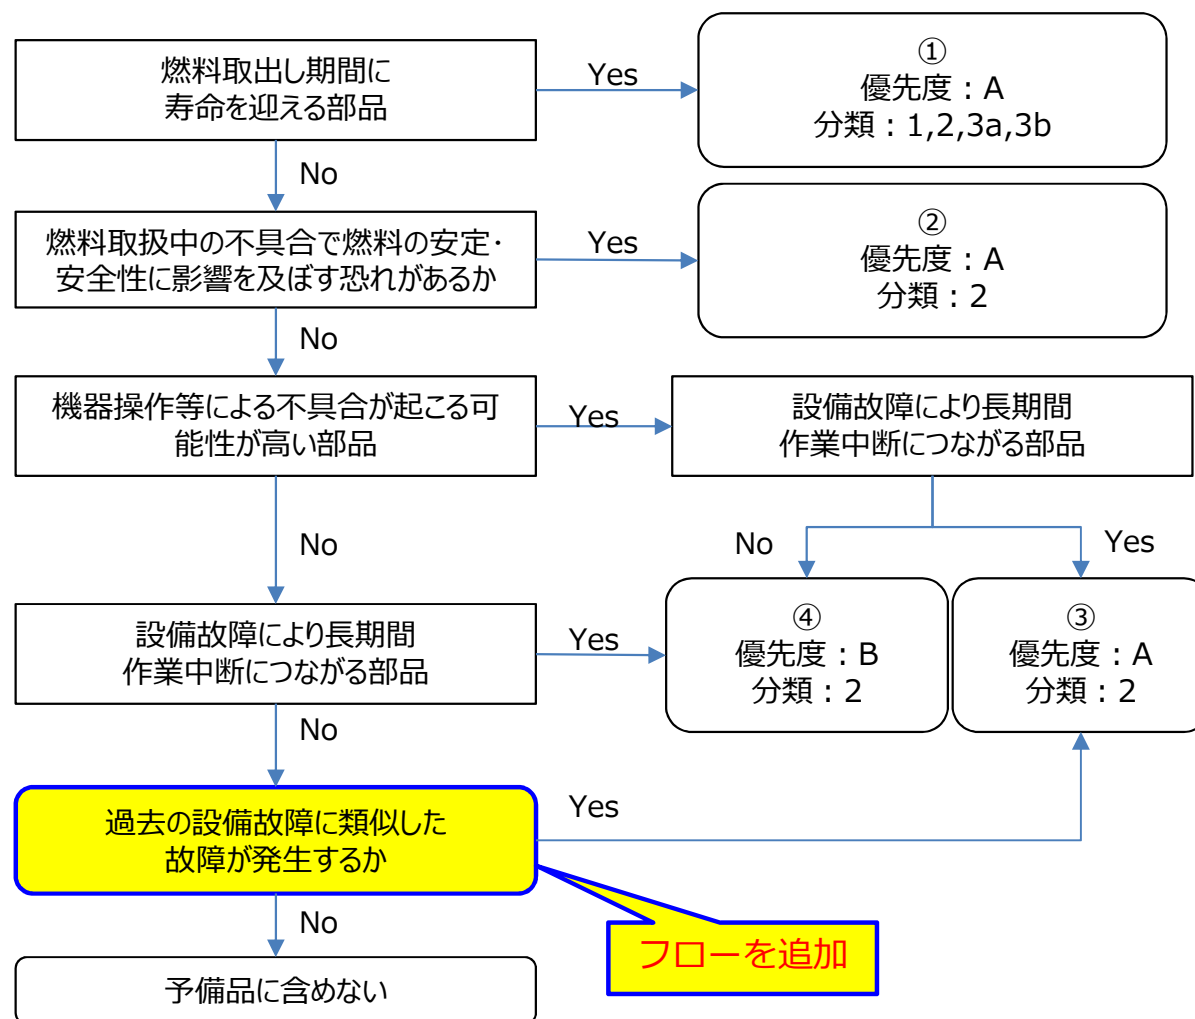 燃料取出し期間に
寿命を迎える部品
Yes
①
優先度：A
分類：1,2,3a,3b
No
燃料取扱中の不具合で燃料の安定・
安全性に影響を及ぼす恐れがあるか
Yes
②
優先度：A
分類：2
No
機器操作等による不具合が起こる可
能性が高い部品
Yes
設備故障により長期間
作業中断につながる部品
No
No
Yes
設備故障により長期間
作業中断につながる部品
Yes
④
優先度：B
分類：2
③
優先度：A
分類：2
No
過去の設備故障に類似した
故障が発生するか
Yes
No
フローを追加
予備品に含めない